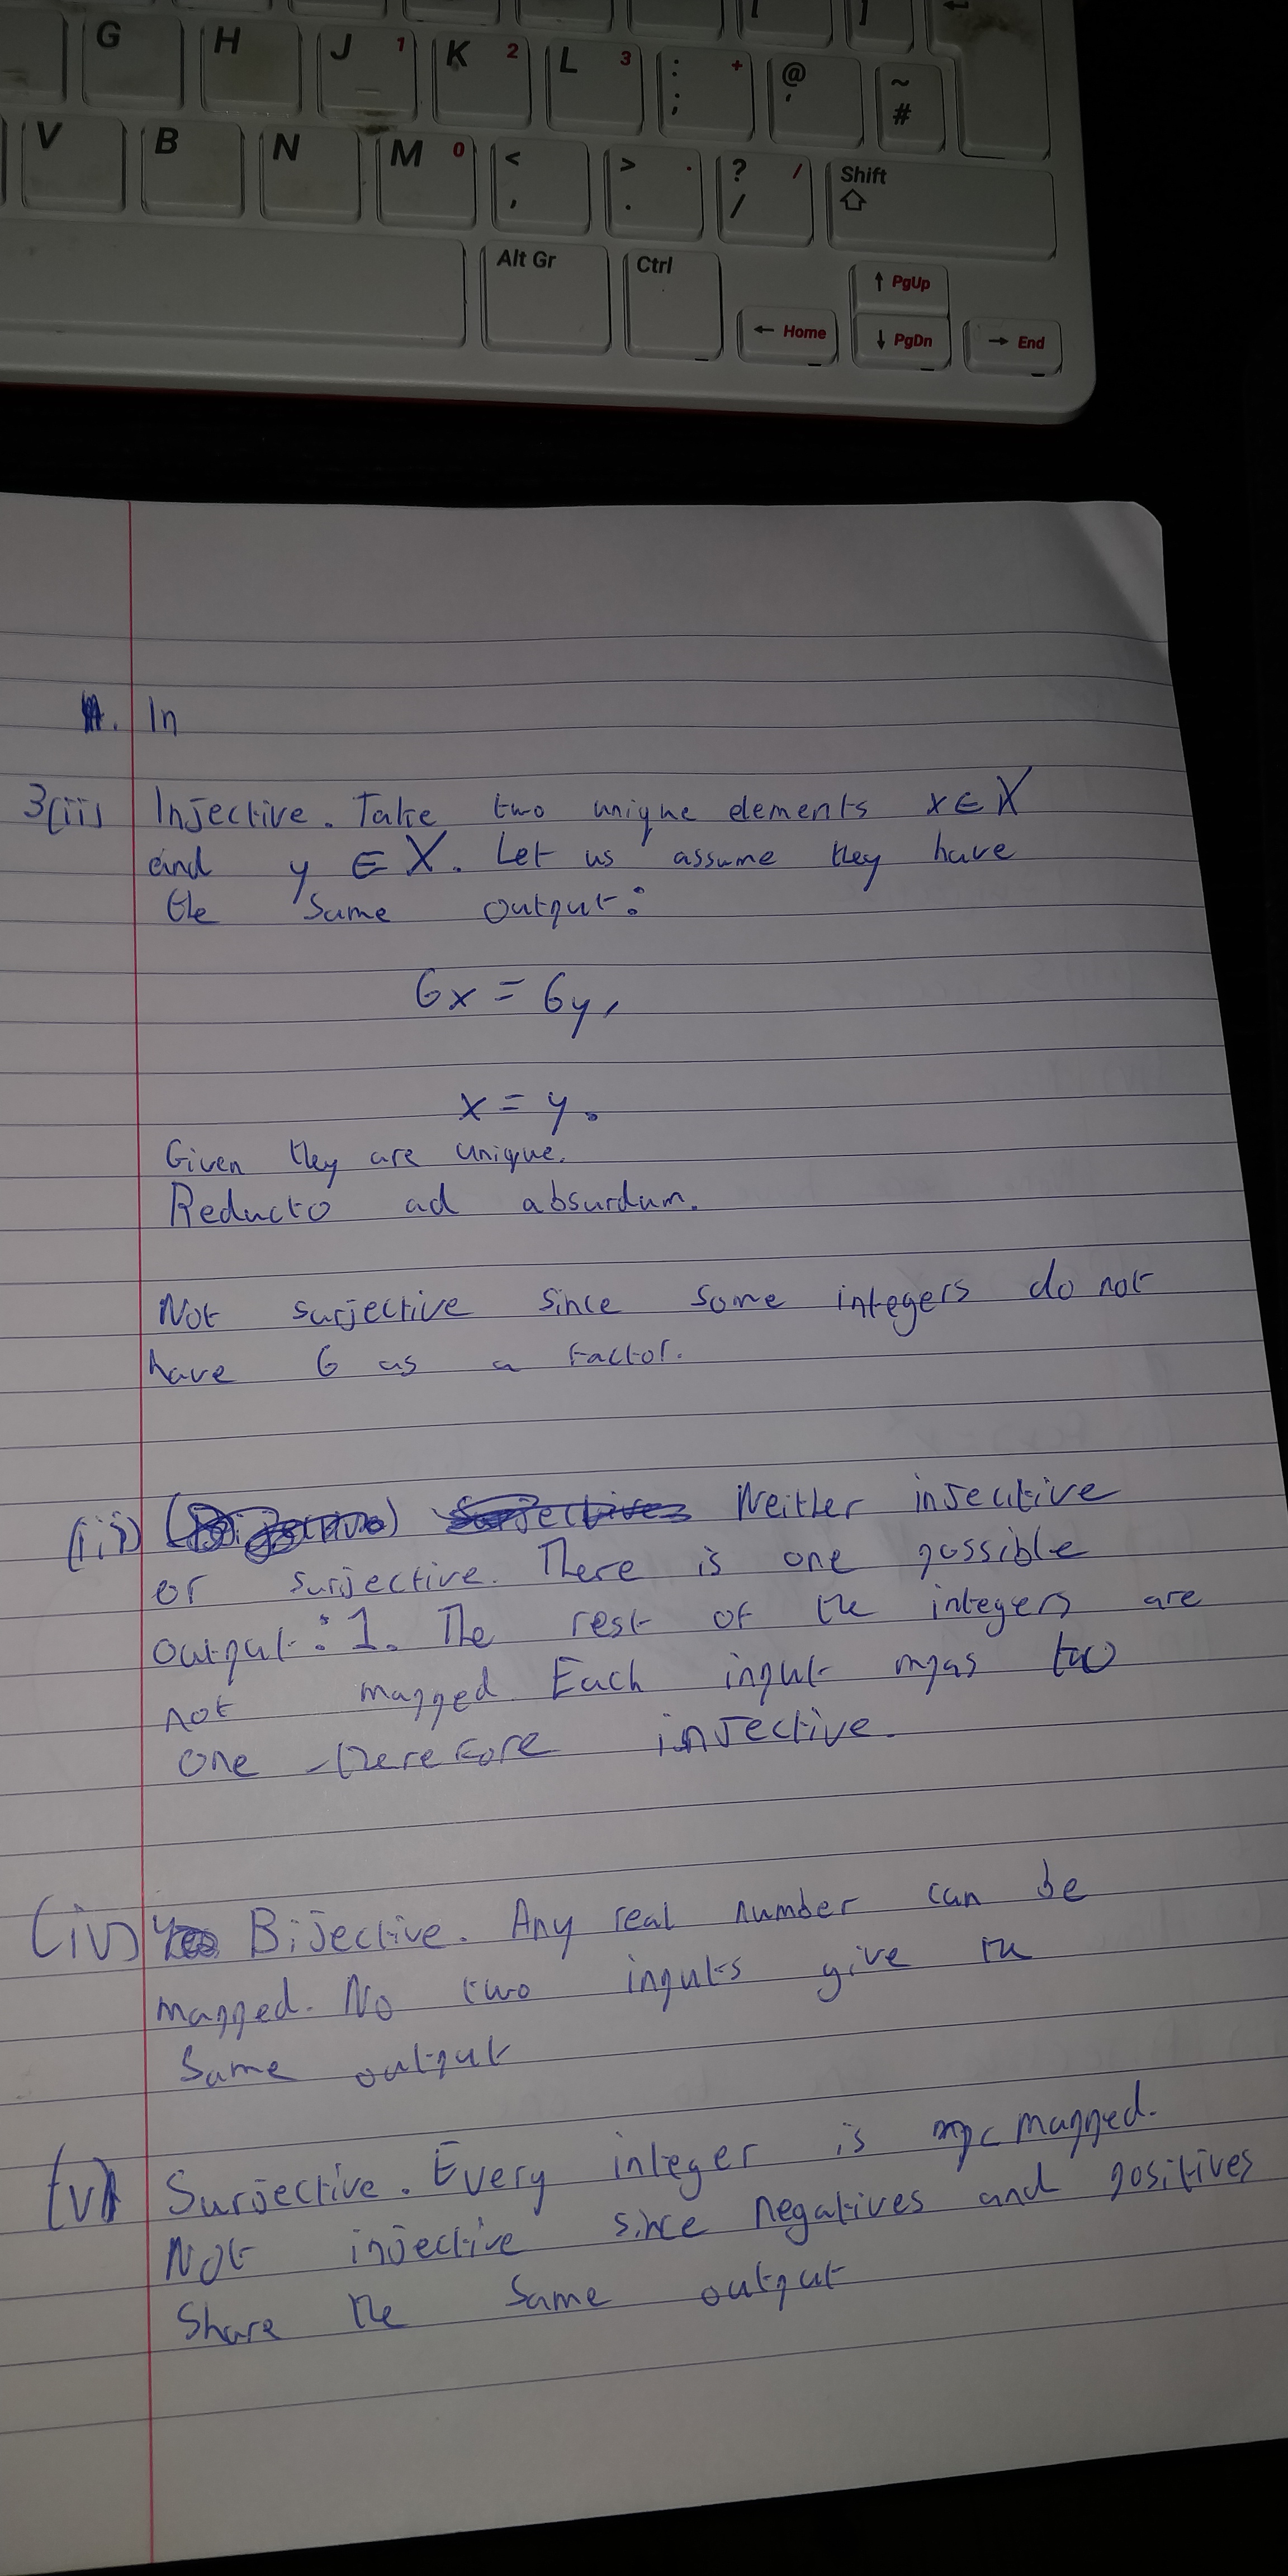 [ ] ←
G H J 1 K 2 L 3 : ; + @ ' ~ #
V B N M 0 < , > . . ? / / Shift
Alt Gr Ctrl ↑ PgUp
← Home ↓ PgDn → End
. In
3(ii) Injective. Take two unique elements x ∈ X
and y ∈ X. Let us assume they have
the same output:
6x = 6y,
x = y.
Given they are unique.
Reducto ad absurdum.
Not surjective since some integers do not
have 6 as a factor.
(iii) Neither injective
or surjective. There is one possible
output: 1. The rest of the integers are
not mapped. Each input mpas two
one therefore injective.
(iv) Yes Bijective. Any real number can be
mapped. No two inputs give the
same output
(v) Surjective. Every integer is mapped.
Not injective since negatives and positives
share the same output